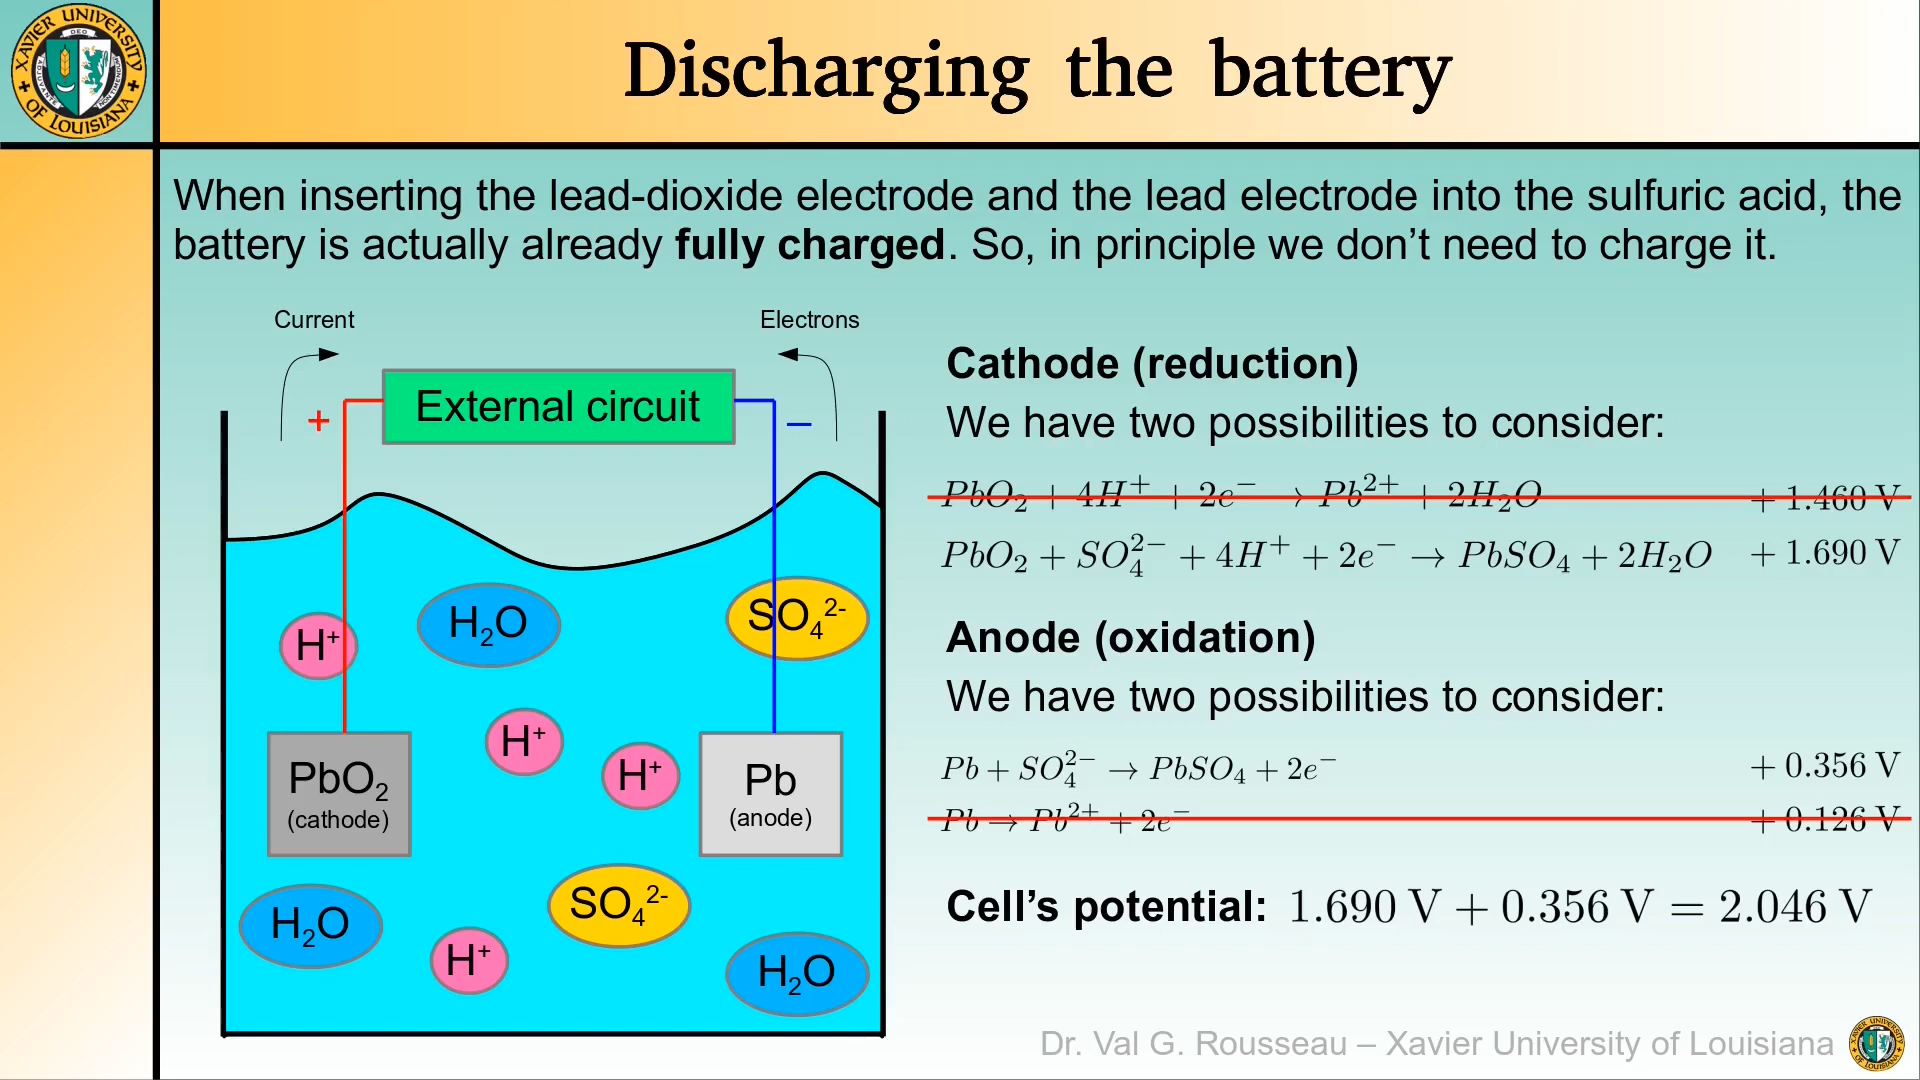 XAVIER UNIVERSITY
OF LOUISIANA
DEO
Discharging the battery
When inserting the lead-dioxide electrode and the lead electrode into the sulfuric acid, the
battery is actually already fully charged. So, in principle we don’t need to charge it.
Current
Electrons
External circuit
+
–
H⁺
H₂O
SO₄²⁻
H⁺
H⁺
PbO₂
(cathode)
Pb
(anode)
H₂O
SO₄²⁻
H⁺
H₂O
Cathode (reduction)
We have two possibilities to consider:
PbO₂ + 4H⁺ + 2e⁻ → Pb²⁺ + 2H₂O + 1.460 V
PbO₂ + SO₄²⁻ + 4H⁺ + 2e⁻ → PbSO₄ + 2H₂O + 1.690 V
Anode (oxidation)
We have two possibilities to consider:
Pb + SO₄²⁻ → PbSO₄ + 2e⁻ + 0.356 V
Pb → Pb²⁺ + 2e⁻ + 0.126 V
Cell’s potential: 1.690 V + 0.356 V = 2.046 V
Dr. Val G. Rousseau – Xavier University of Louisiana